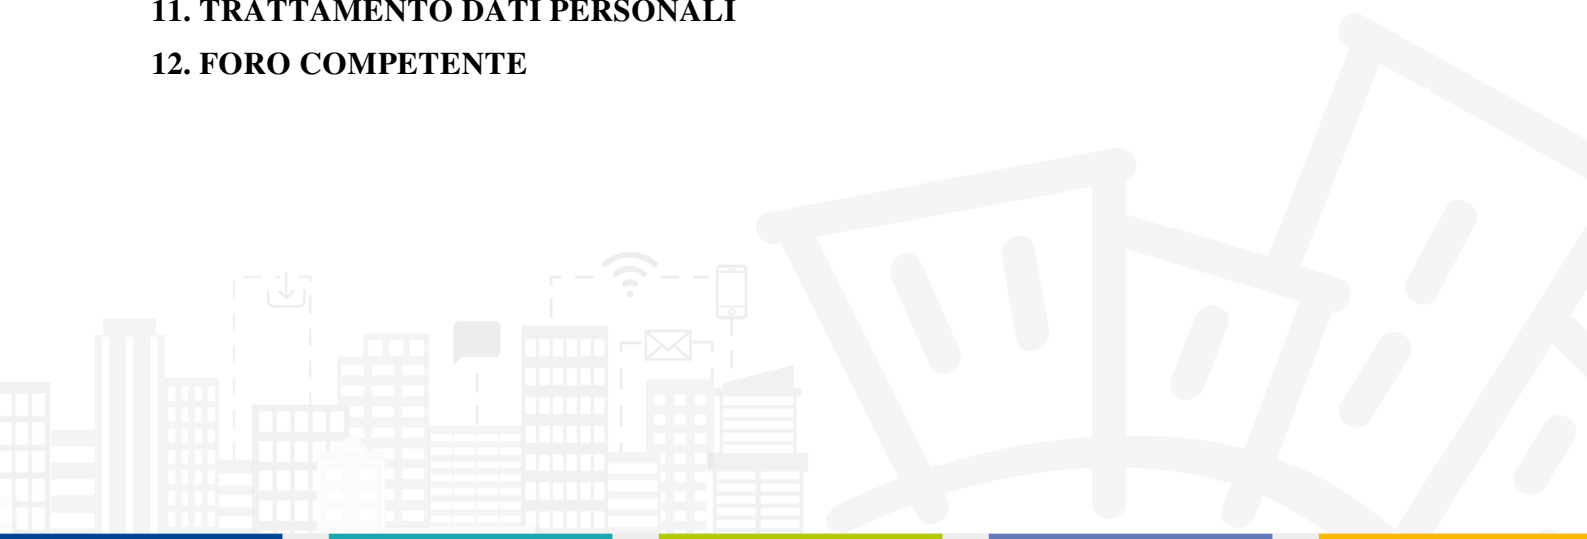 11. TRATTAMENTO DATI PERSONALI
12. FORO COMPETENTE